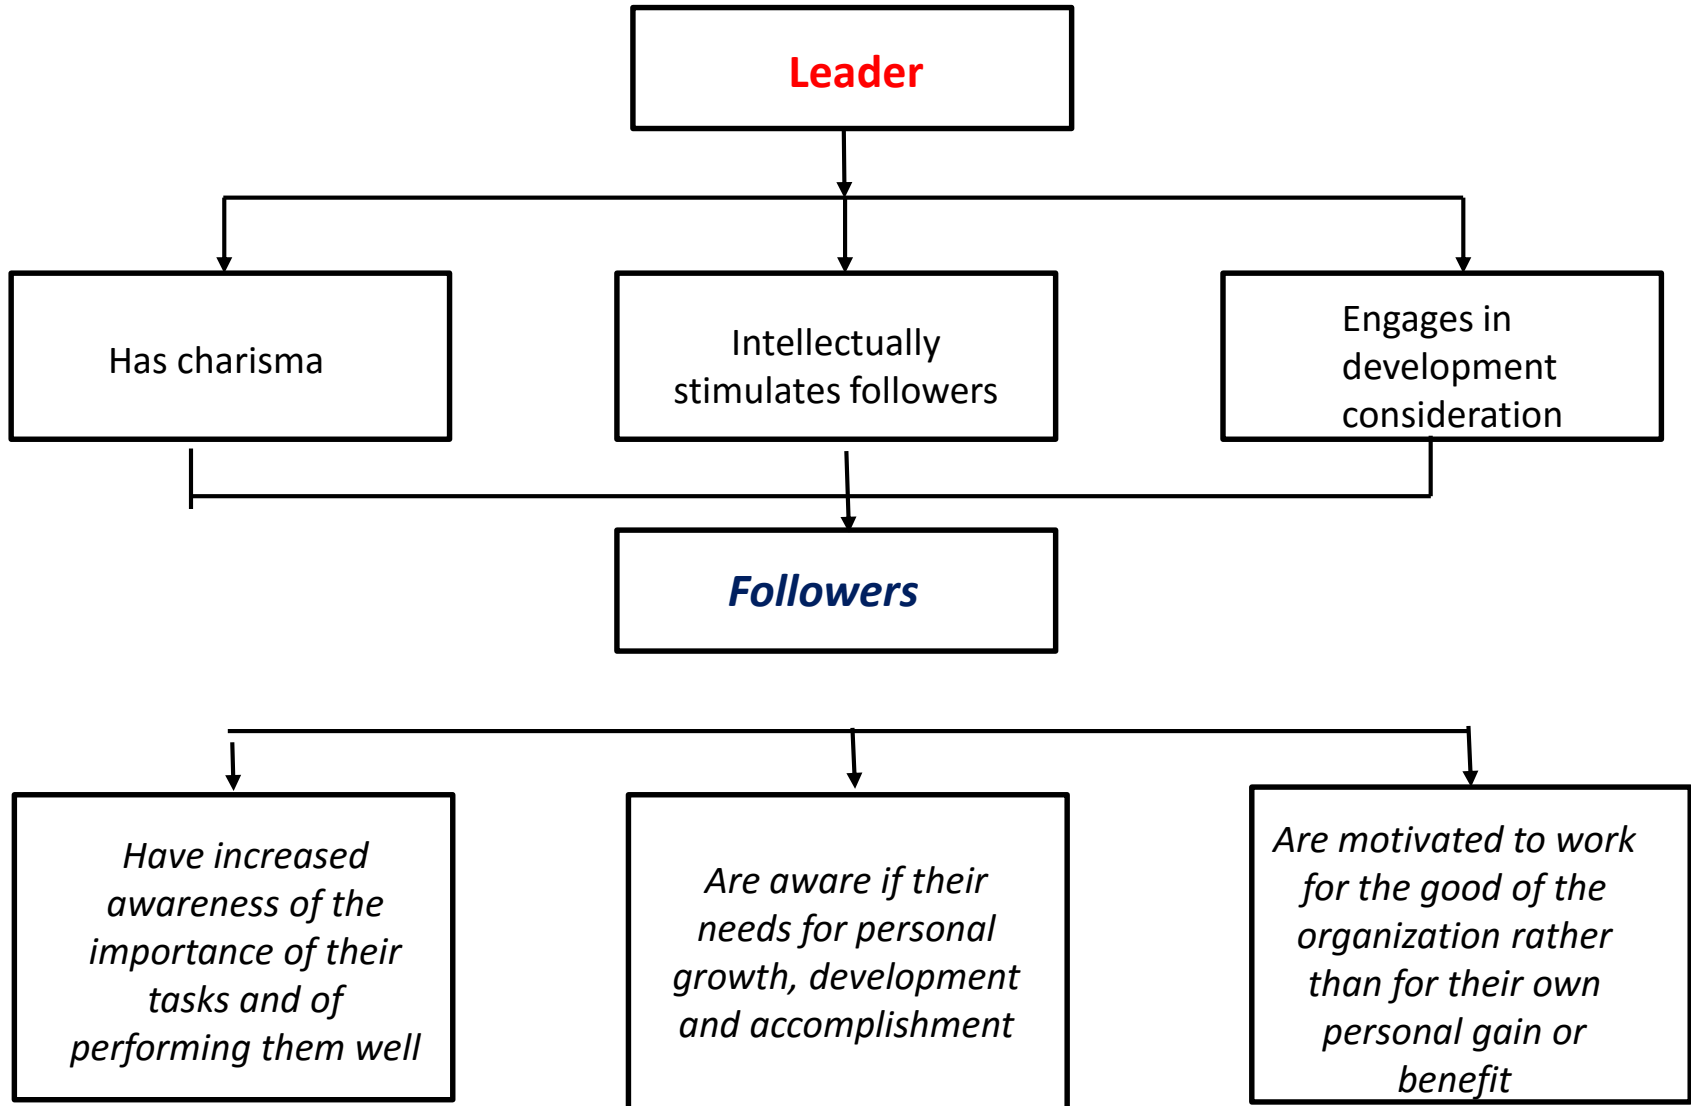 Leader
Has charisma
Intellectually
stimulates followers
Engages in
development
consideration
Followers
Have increased
awareness of the
importance of their
tasks and of
performing them well
Are aware if their
needs for personal
growth, development
and accomplishment
Are motivated to work
for the good of the
organization rather
than for their own
personal gain or
benefit